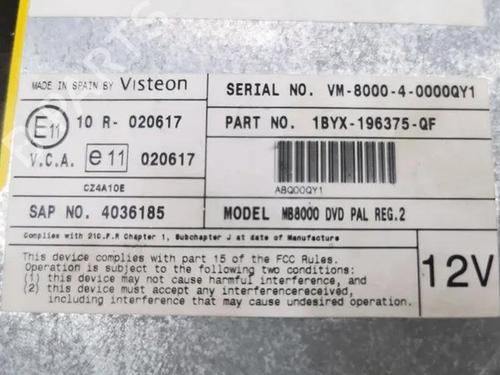 MADE IN SPAIN BY Visteon
SERIAL NO. VM-8000-4-0000QY1
E11 10 R- 020617
PART NO. 1BYX-196375-QF
V.C.A. e11 020617
CZ4A10E
A8Q00QY1
SAP NO. 4036185
MODEL MB8000 DVD PAL REG.2
Complies with 21C.F.R Chapter 1, Subchapter J at date of Manufacture
This device complies with part 15 of the FCC Rules.
Operation is subject to the following two conditions:
(1) this device may not cause harmful interference, and
(2) this device must accept any interferencereceived,
including interference that may cause undesired operation.
12V